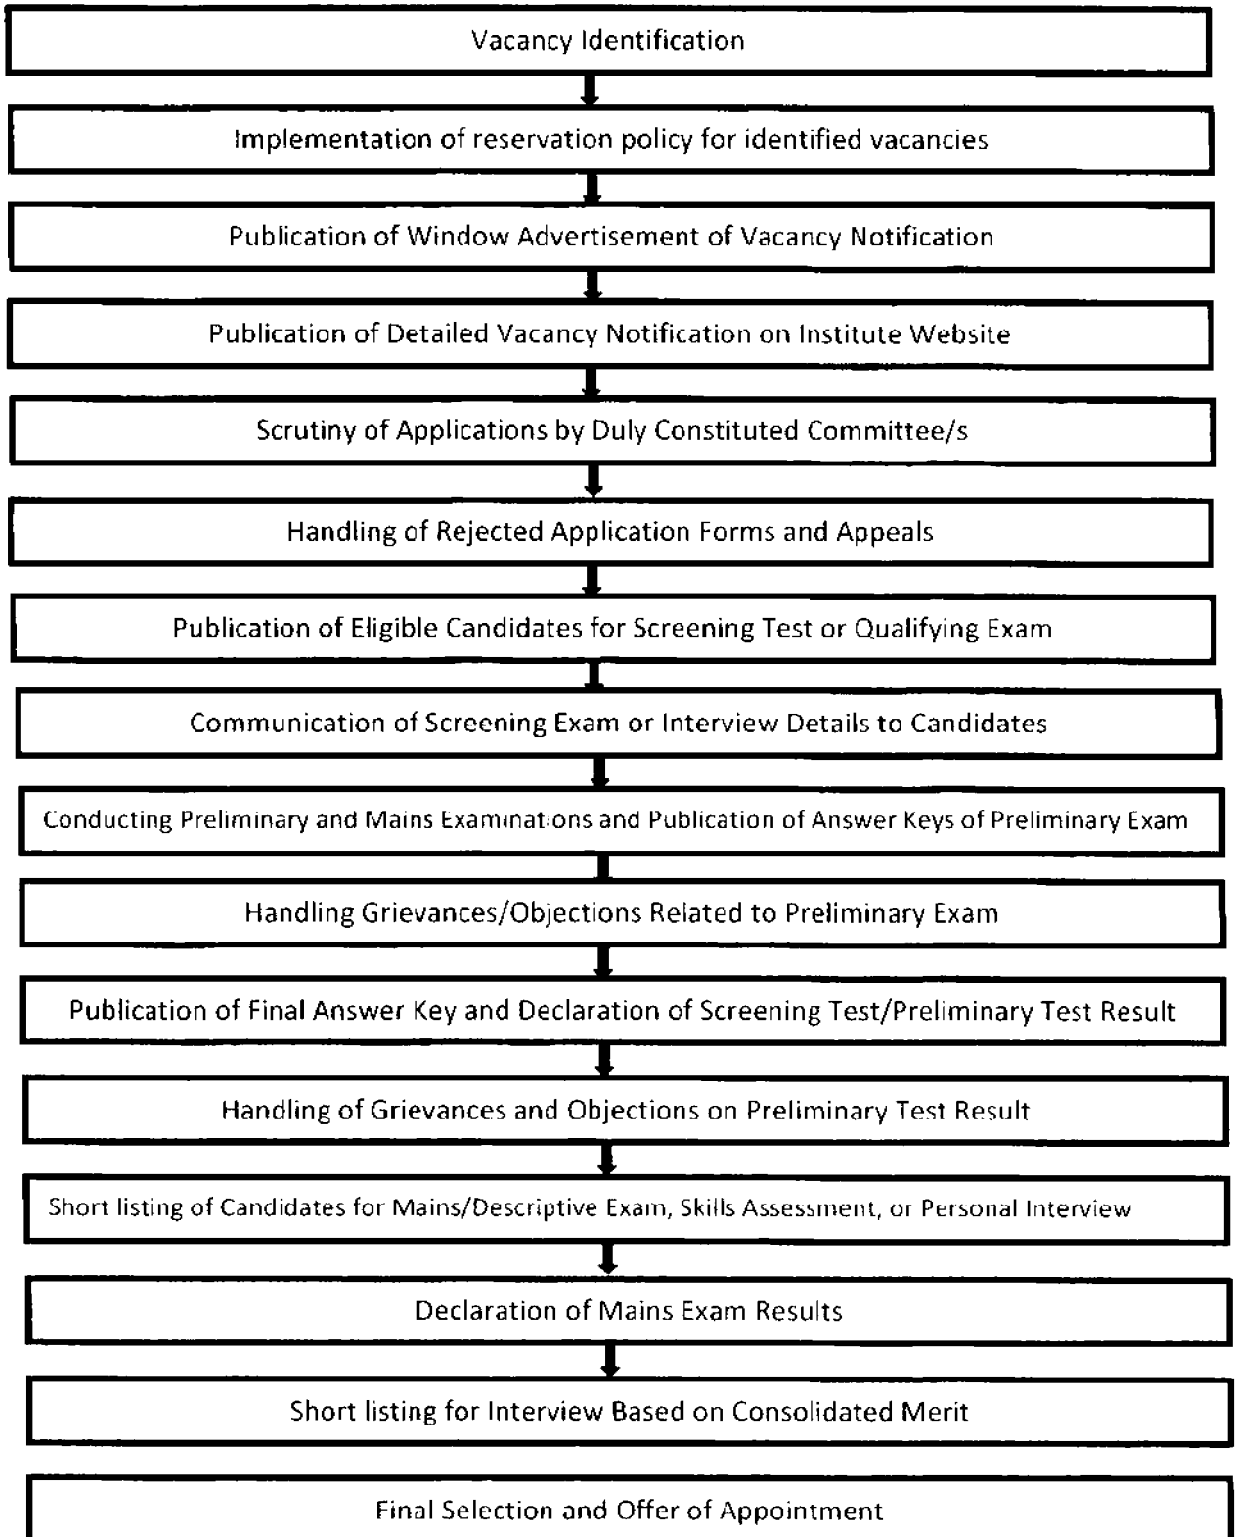 Vacancy Identification
Implementation of reservation policy for identified vacancies
Publication of Window Advertisement of Vacancy Notification
Publication of Detailed Vacancy Notification on Institute Website
Scrutiny of Applications by Duly Constituted Committee/s
Handling of Rejected Application Forms and Appeals
Publication of Eligible Candidates for Screening Test or Qualifying Exam
Communication of Screening Exam or Interview Details to Candidates
Conducting Preliminary and Mains Examinations and Publication of Answer Keys of Preliminary Exam
Handling Grievances/Objections Related to Preliminary Exam
Publication of Final Answer Key and Declaration of Screening Test/Preliminary Test Result
Handling of Grievances and Objections on Preliminary Test Result
Short listing of Candidates for Mains/Descriptive Exam, Skills Assessment, or Personal Interview
Declaration of Mains Exam Results
Short listing for Interview Based on Consolidated Merit
Final Selection and Offer of Appointment